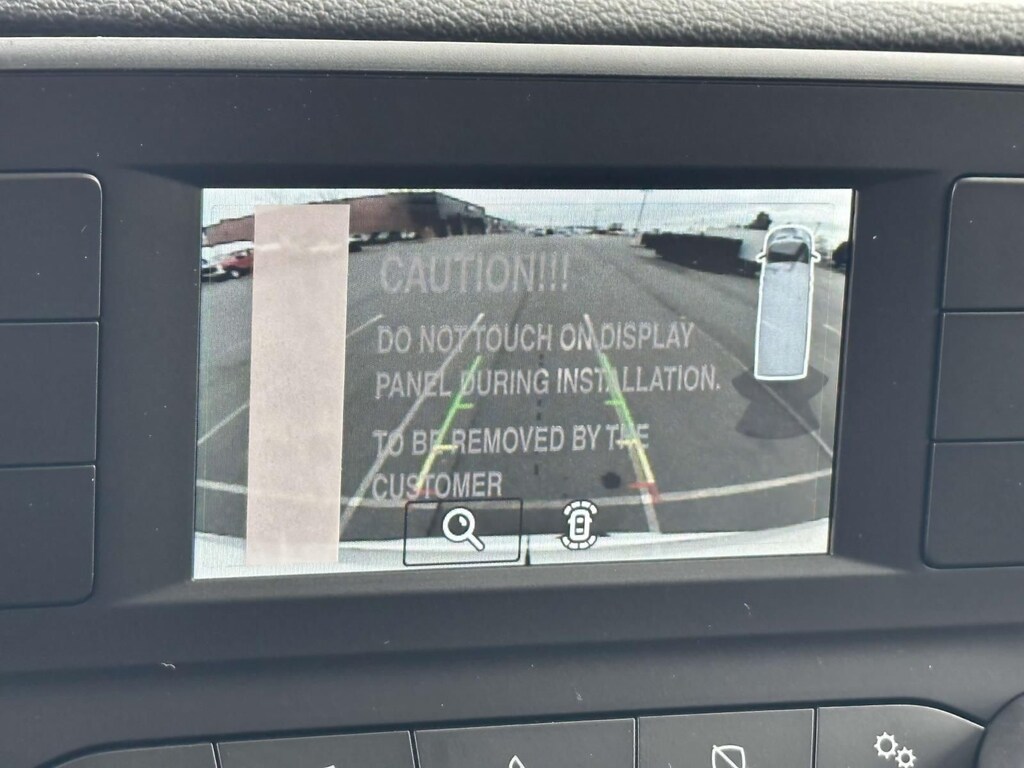 CAUTION!!!
DO NOT TOUCH ON DISPLAY
PANEL DURING INSTALLATION.
TO BE REMOVED BY THE
CUSTOMER